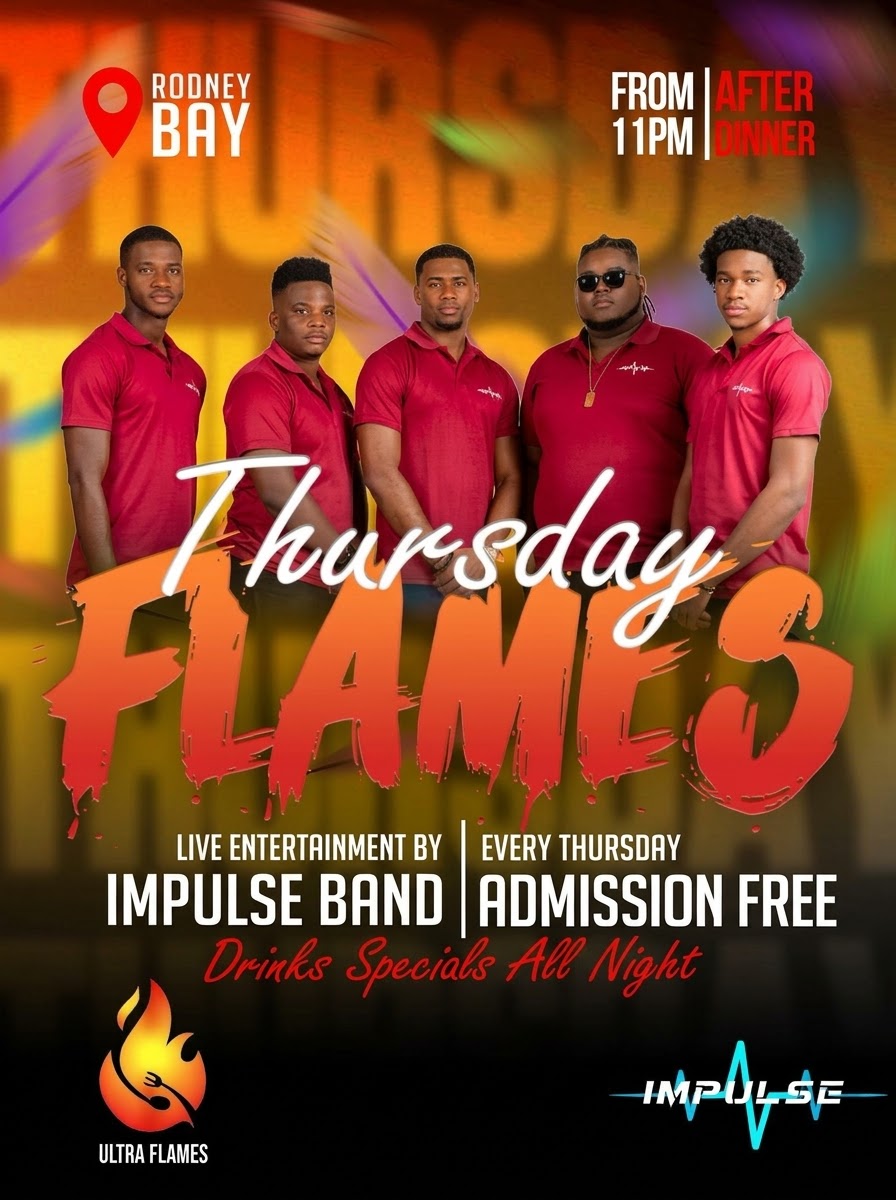 THURSDAY
RODNEY
BAY
FROM
11PM
AFTER
DINNER
Thursday
FLAMES
LIVE ENTERTAINMENT BY
IMPULSE BAND
EVERY THURSDAY
ADMISSION FREE
Drinks Specials All Night
ULTRA FLAMES
IMPULSE